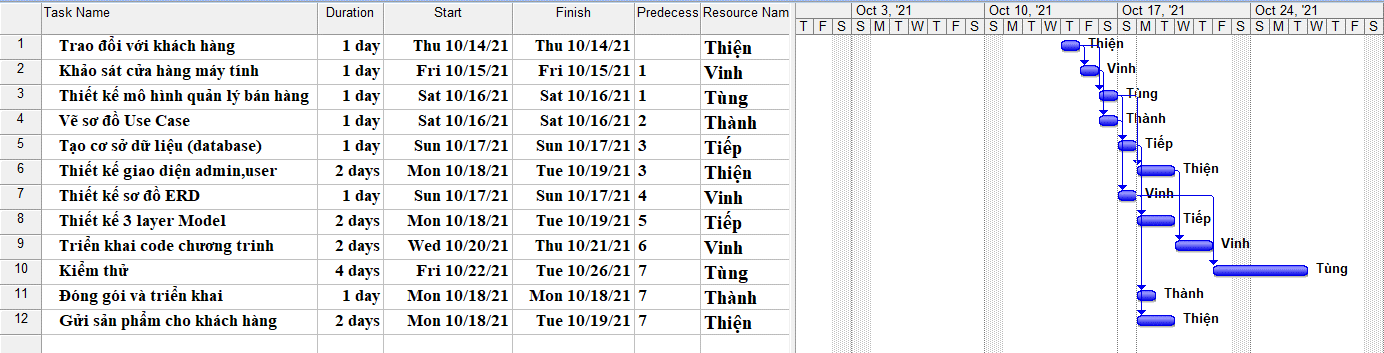 Task Name Duration Start Finish Predecess Resource Nam
Oct 3, '21 Oct 10, '21 Oct 17, '21 Oct 24, '21
T F S S M T W T F S S M T W T F S S M T W T F S S M T W T F S
1 Trao đổi với khách hàng 1 day Thu 10/14/21 Thu 10/14/21 Thiện Thiện
2 Khảo sát cửa hàng máy tính 1 day Fri 10/15/21 Fri 10/15/21 1 Vinh Vinh
3 Thiết kế mô hình quản lý bán hàng 1 day Sat 10/16/21 Sat 10/16/21 1 Tùng Tùng
4 Vẽ sơ đồ Use Case 1 day Sat 10/16/21 Sat 10/16/21 2 Thành Thành
5 Tạo cơ sở dữ liệu (database) 1 day Sun 10/17/21 Sun 10/17/21 3 Tiếp Tiếp
6 Thiết kế giao diện admin,user 2 days Mon 10/18/21 Tue 10/19/21 3 Thiện Thiện
7 Thiết kế sơ đồ ERD 1 day Sun 10/17/21 Sun 10/17/21 4 Vinh Vinh
8 Thiết kế 3 layer Model 2 days Mon 10/18/21 Tue 10/19/21 5 Tiếp Tiếp
9 Triển khai code chương trình 2 days Wed 10/20/21 Thu 10/21/21 6 Vinh Vinh
10 Kiểm thử 4 days Fri 10/22/21 Tue 10/26/21 7 Tùng Tùng
11 Đóng gói và triển khai 1 day Mon 10/18/21 Mon 10/18/21 7 Thành Thành
12 Gửi sản phẩm cho khách hàng 2 days Mon 10/18/21 Tue 10/19/21 7 Thiện Thiện